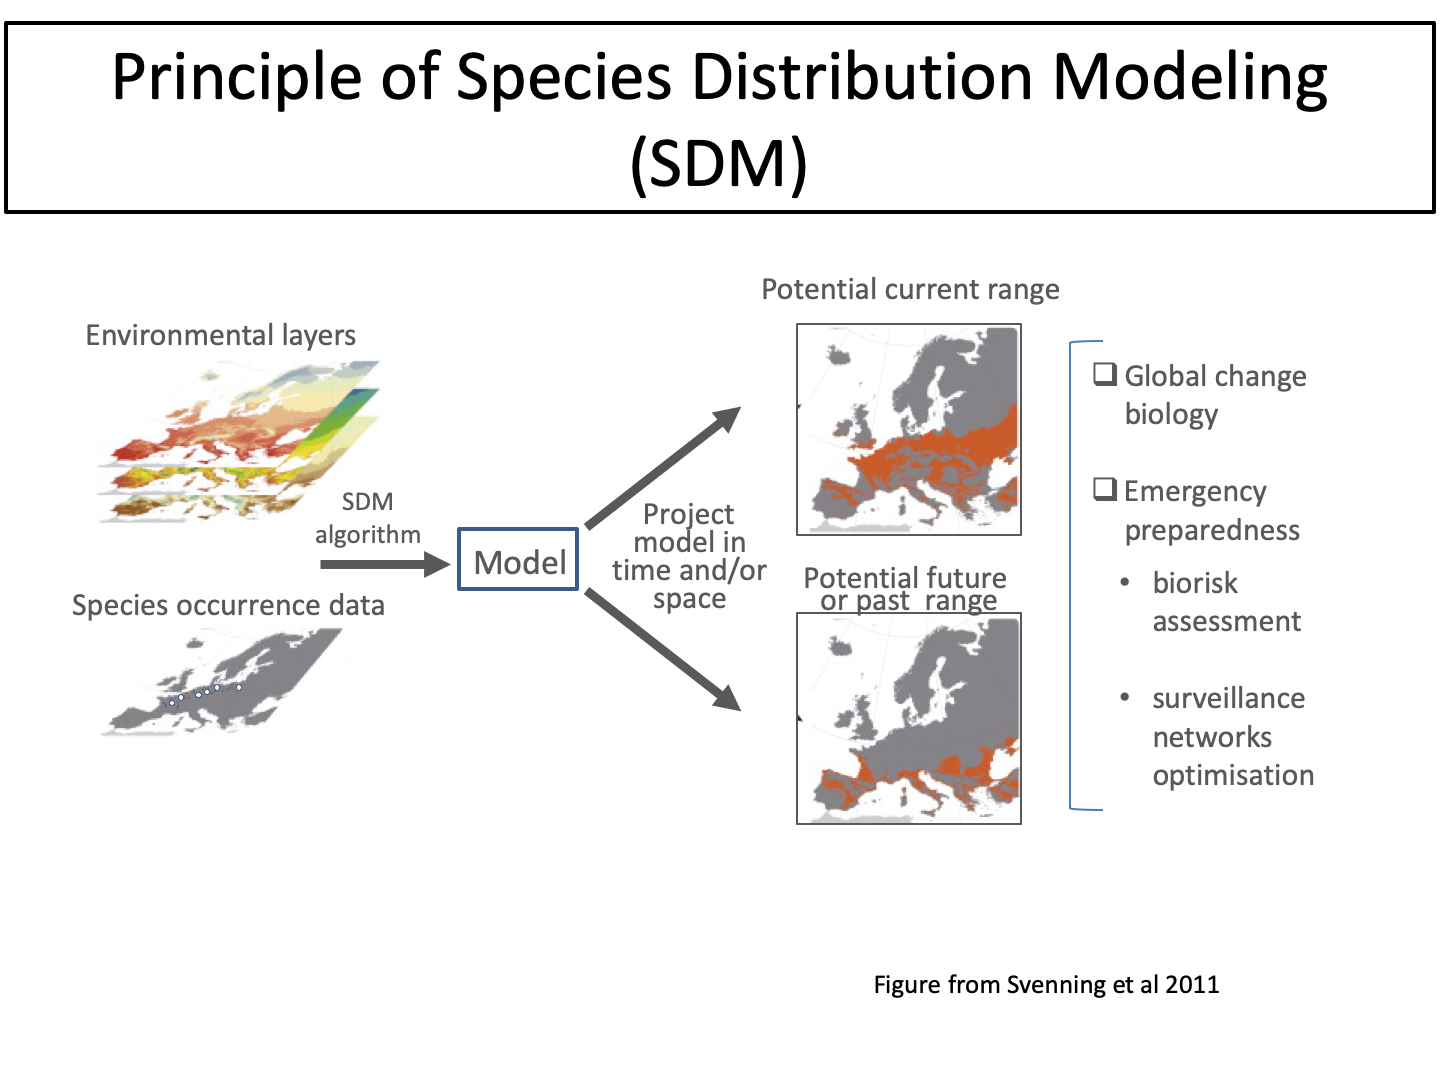 Principle of Species Distribution Modeling
(SDM)
Environmental layers
SDM
algorithm
Species occurrence data
Model
Project
model in
time and/or
space
Potential current range
Potential future
or past  range
❑ Global change
biology
❑ Emergency
preparedness
• biorisk
assessment
• surveillance
networks
optimisation
Figure from Svenning et al 2011